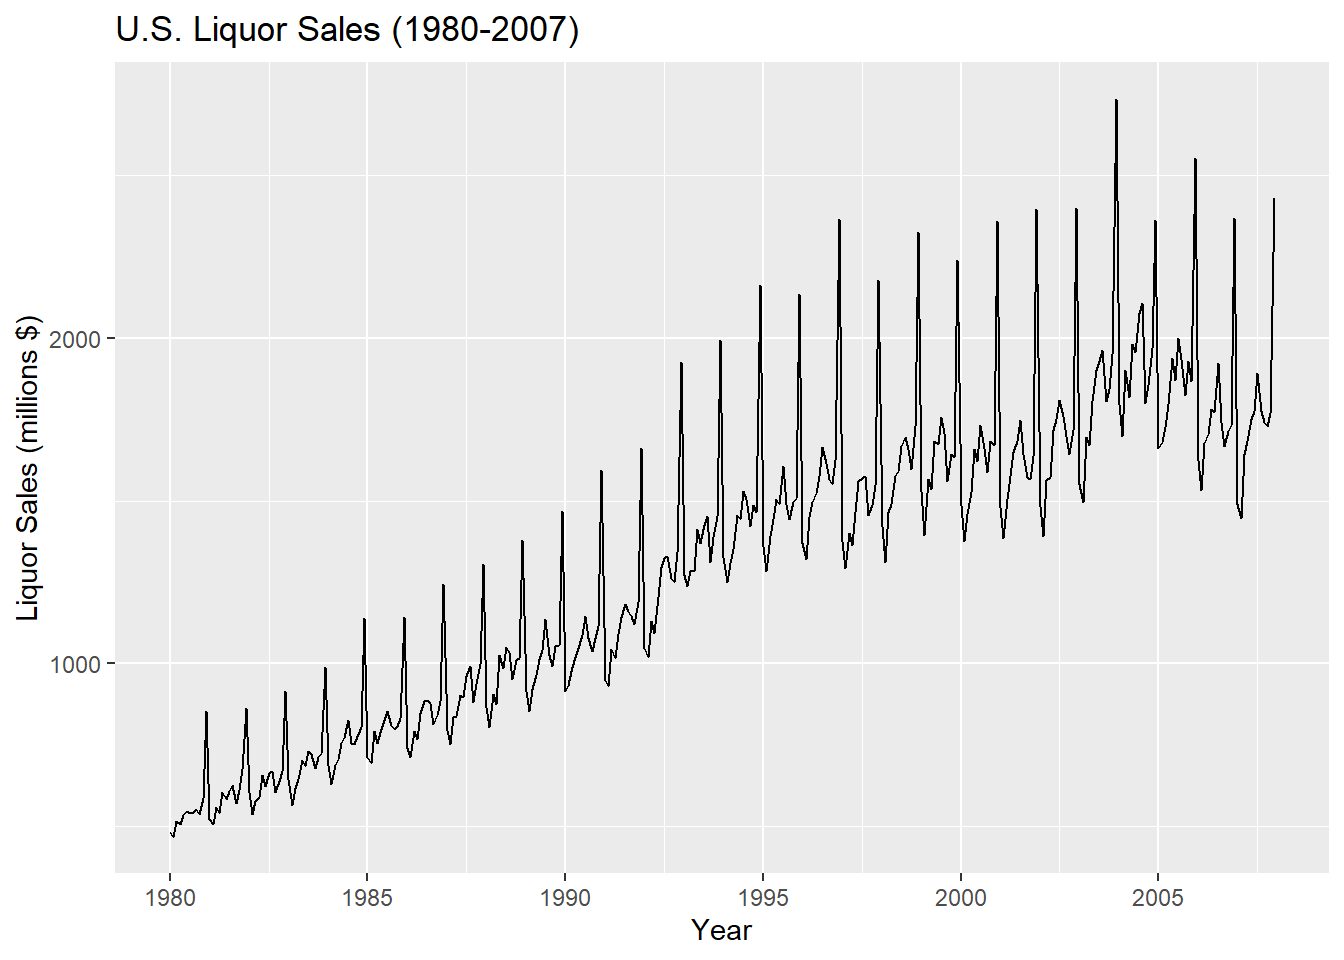 U.S. Liquor Sales (1980-2007)
Liquor Sales (millions $)
2000
1000
1980 1985 1990 1995 2000 2005
Year